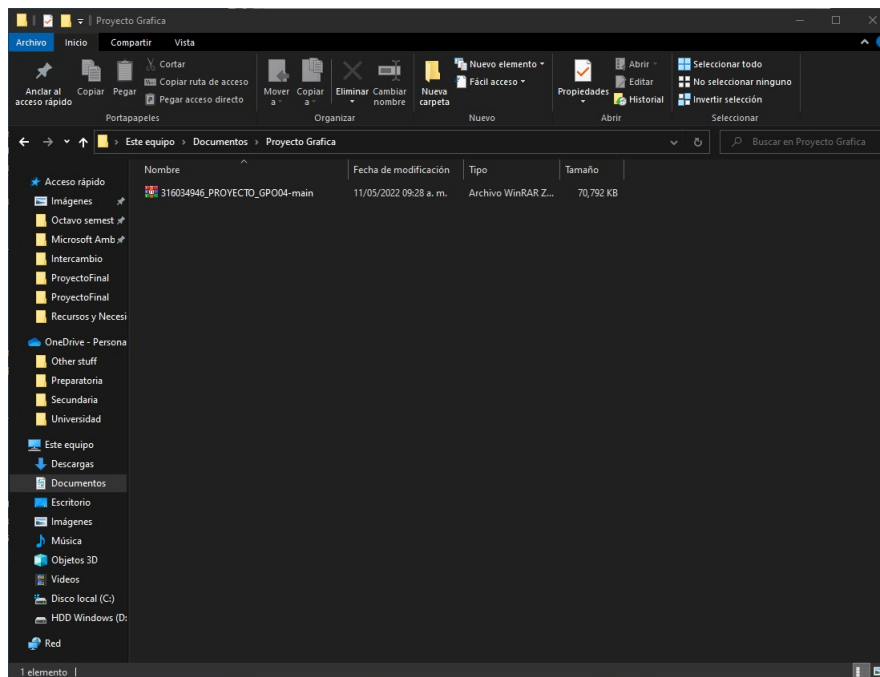 Proyecto Grafica
Archivo Inicio Compartir Vista
Anclar al acceso rápido
Copiar
Pegar
Cortar
Copiar ruta de acceso
Pegar acceso directo
Portapapeles
Mover a
Copiar a
Eliminar
Cambiar nombre
Organizar
Nueva carpeta
Nuevo elemento
Fácil acceso
Nuevo
Propiedades
Abrir
Editar
Historial
Abrir
Seleccionar todo
No seleccionar ninguno
Invertir selección
Seleccionar
Este equipo > Documentos > Proyecto Grafica
Buscar en Proyecto Grafica
Nombre Fecha de modificación Tipo Tamaño
316034946_PROYECTO_GPO04-main 11/05/2022 09:28 a. m. Archivo WinRAR Z... 70,792 KB
Acceso rápido
Imágenes
Octavo semest
Microsoft Amb
Intercambio
ProyectoFinal
ProyectoFinal
Recursos y Necesi
OneDrive - Persona
Other stuff
Preparatoria
Secundaria
Universidad
Este equipo
Descargas
Documentos
Escritorio
Imágenes
Música
Objetos 3D
Videos
Disco local (C:)
HDD Windows (D:
Red
1 elemento